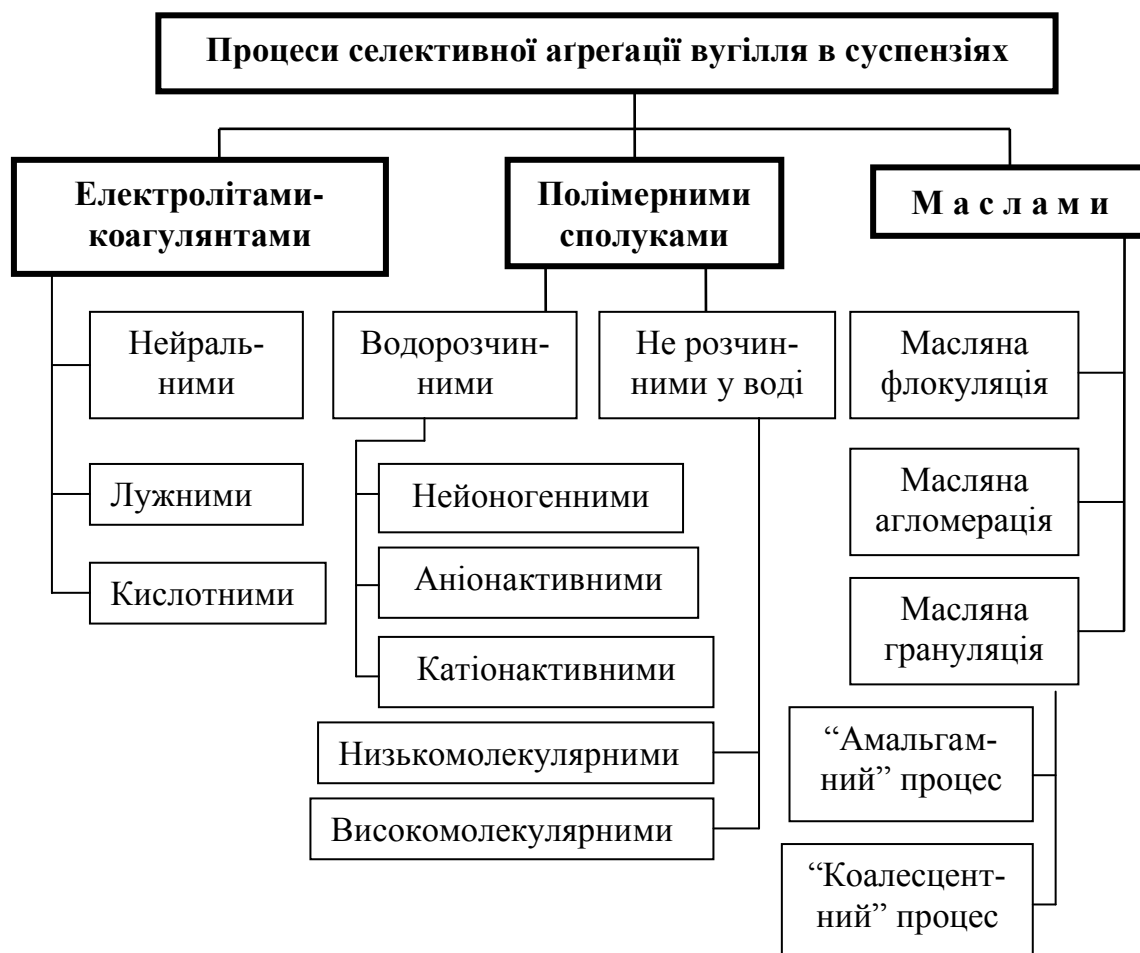 Процеси селективної аґреґації вугілля в суспензіях
Електролітами-
коагулянтами
Полімерними
сполуками
М а с л а м и
Нейраль-
ними
Водорозчин-
ними
Не розчин-
ними у воді
Масляна
флокуляція
Лужними
Нейоногенними
Масляна
агломерація
Кислотними
Аніонактивними
Масляна
грануляція
Катіонактивними
Низькомолекулярними
“Амальгам-
ний” процес
Високомолекулярними
“Коалесцент-
ний” процес